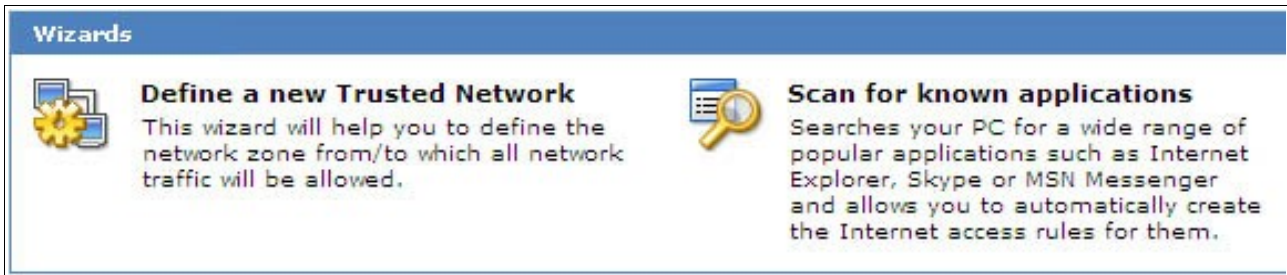 Wizards
Define a new Trusted Network
This wizard will help you to define the
network zone from/to which all network
traffic will be allowed.
Scan for known applications
Searches your PC for a wide range of
popular applications such as Internet
Explorer, Skype or MSN Messenger
and allows you to automatically create
the Internet access rules for them.